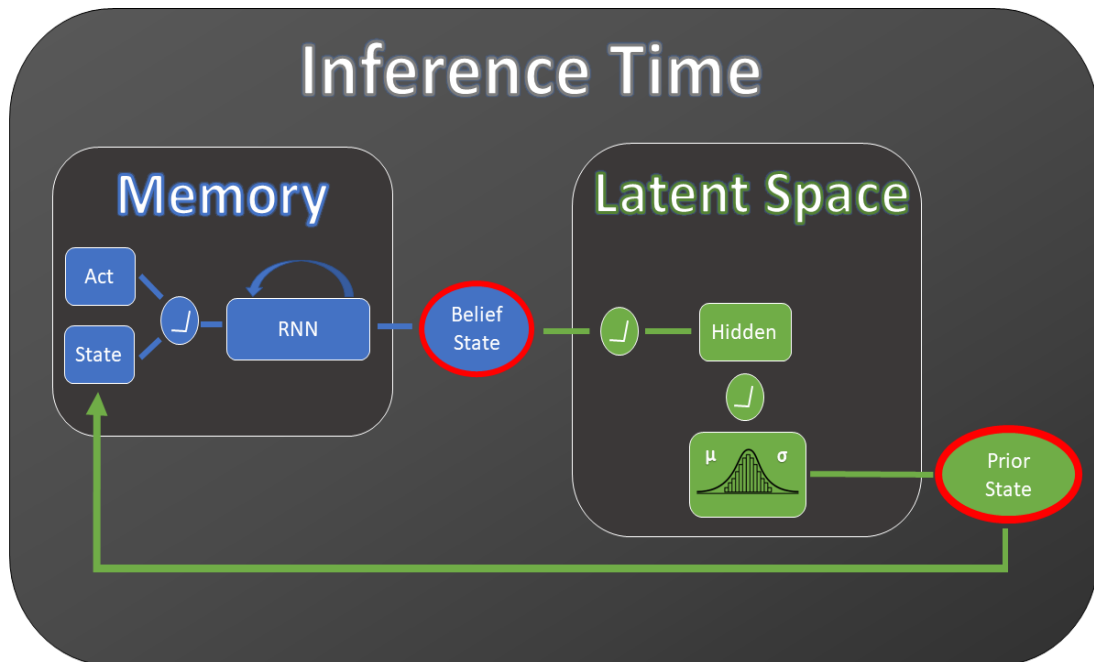 Inference Time
Memory
Latent Space
Act
State
RNN
Belief
State
Hidden
μ σ
Prior
State